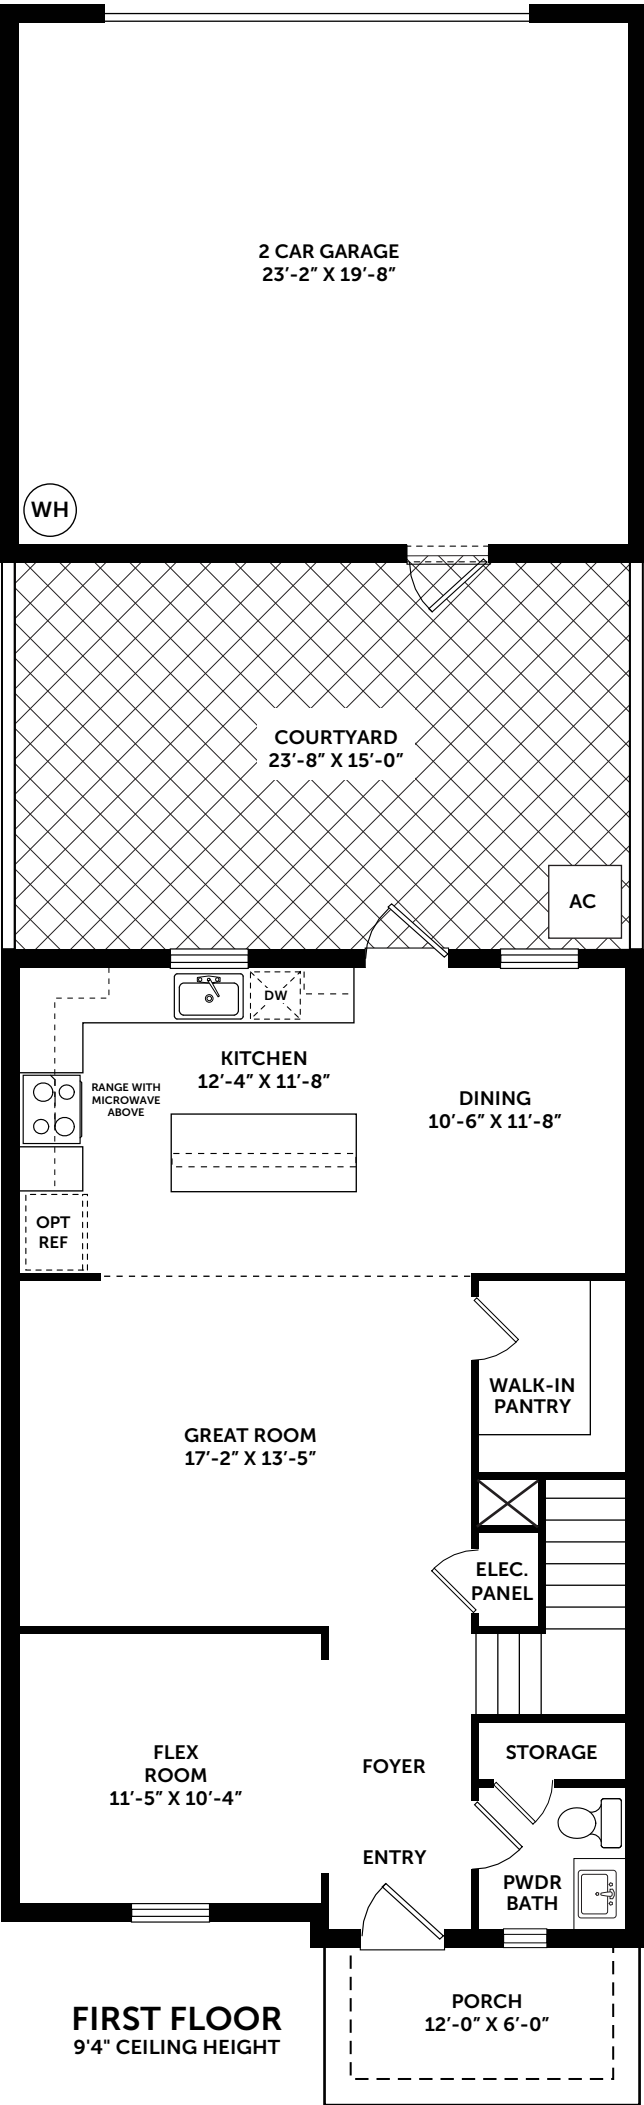 2 CAR GARAGE
23′-2″ X 19′-8″
WH
COURTYARD
23′-8″ X 15′-0″
AC
DW
KITCHEN
12′-4″ X 11′-8″
RANGE WITH
MICROWAVE
ABOVE
DINING
10′-6″ X 11′-8″
OPT
REF
WALK-IN
PANTRY
GREAT ROOM
17′-2″ X 13′-5″
ELEC.
PANEL
FLEX
ROOM
11′-5″ X 10′-4″
FOYER
STORAGE
ENTRY
PWDR
BATH
PORCH
12′-0″ X 6′-0″
FIRST FLOOR
9'4" CEILING HEIGHT